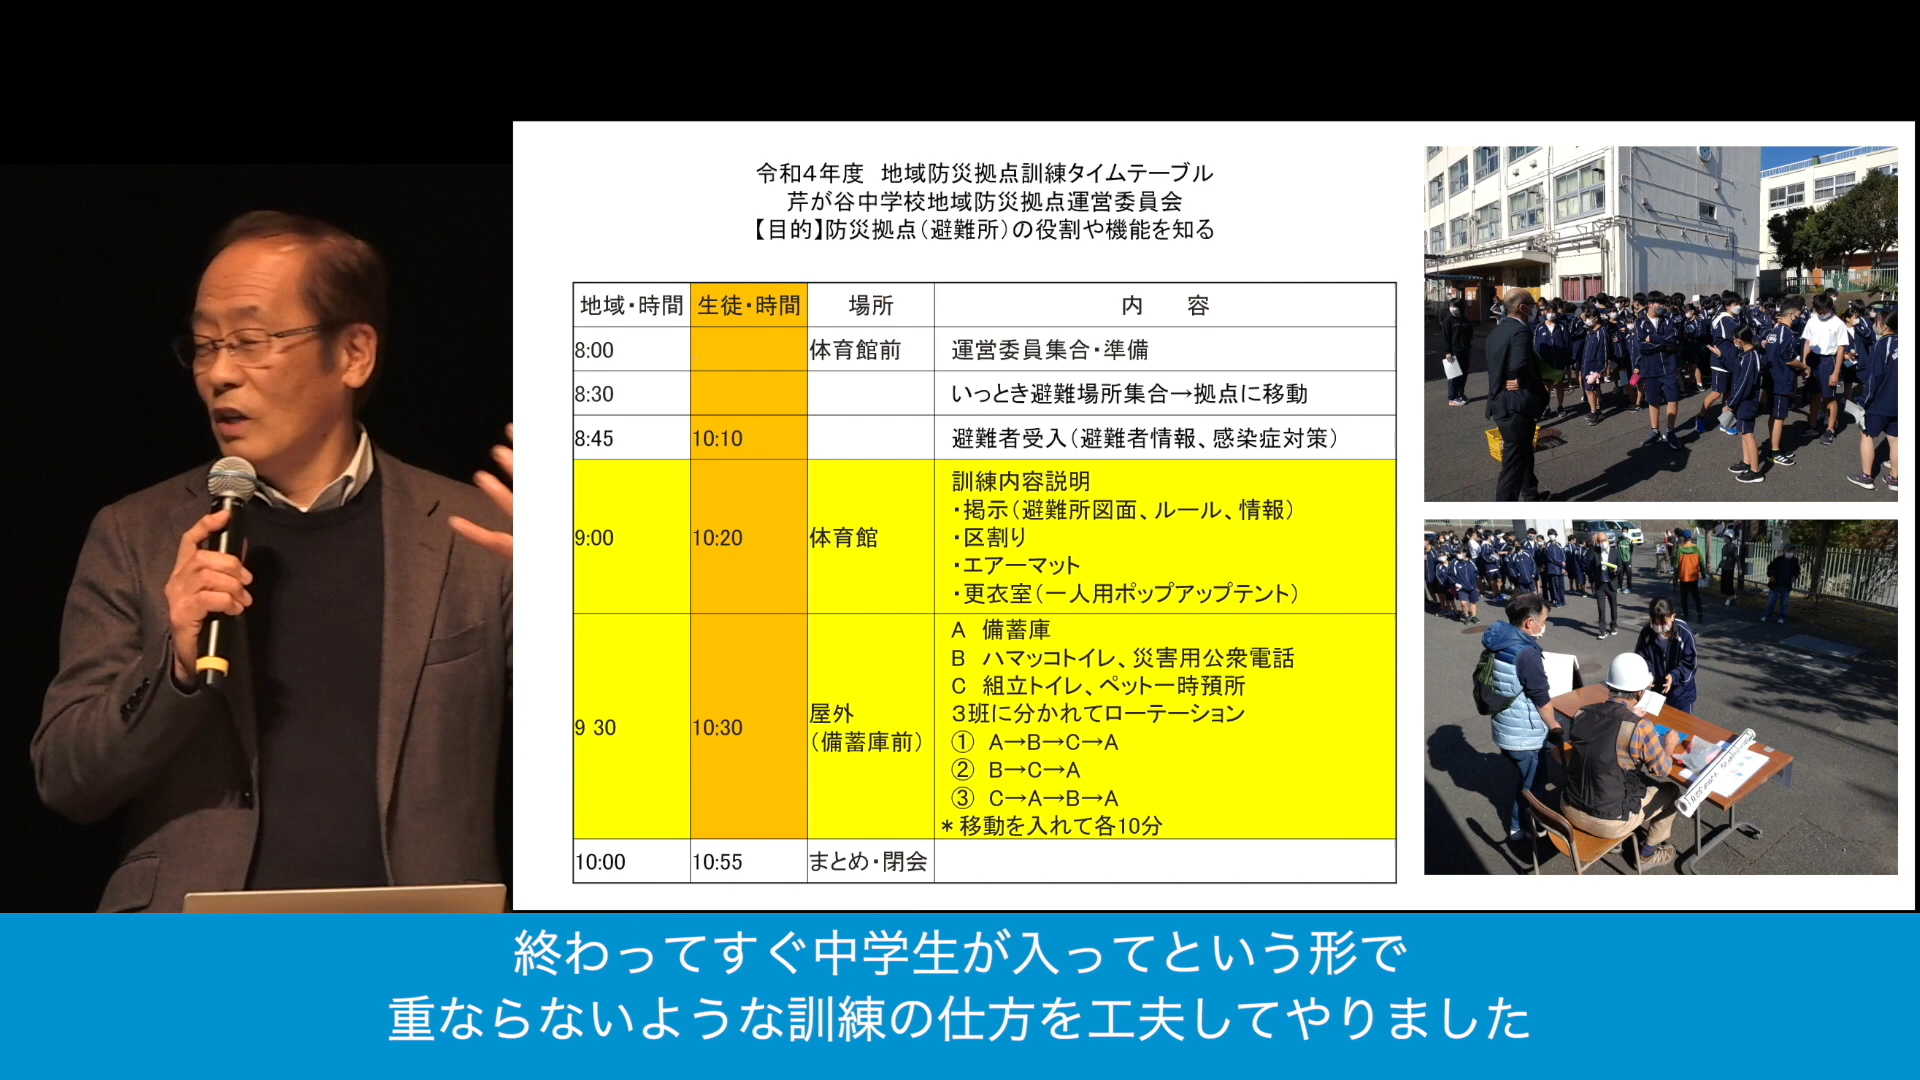 令和4年度　地域防災拠点訓練タイムテーブル
芹が谷中学校地域防災拠点運営委員会
【目的】防災拠点（避難所）の役割や機能を知る
地域・時間　生徒・時間　場所　内　容
8:00　体育館前　運営委員集合・準備
8:30　いっとき避難場所集合→拠点に移動
8:45　10:10　避難者受入（避難者情報、感染症対策）
訓練内容説明
・掲示（避難所図面、ルール、情報）
9:00　10:20　体育館　・区割り
・エアーマット
・更衣室（一人用ポップアップテント）
A　備蓄庫
B　ハマッコトイレ、災害用公衆電話
C　組立トイレ、ペット一時預所
9 30　10:30　屋外　3班に分かれてローテーション
（備蓄庫前）　①　A→B→C→A
②　B→C→A
③　C→A→B→A
＊移動を入れて各10分
10:00　10:55　まとめ・閉会
終わってすぐ中学生が入ってという形で
重ならないような訓練の仕方を工夫してやりました